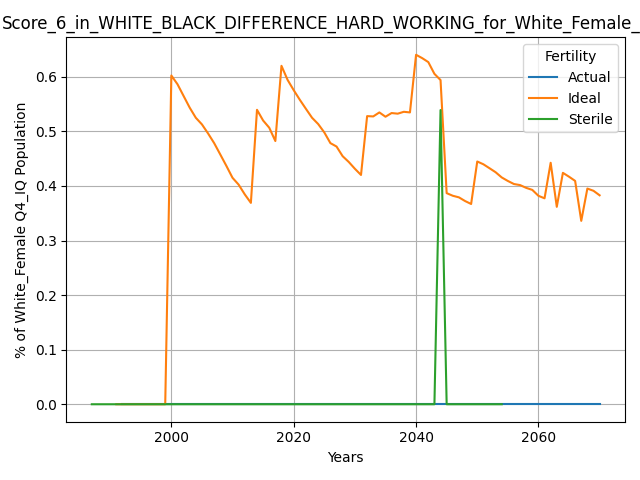 Score_6_in_WHITE_BLACK_DIFFERENCE_HARD_WORKING_for_White_Female_
Fertility
Actual
Ideal
Sterile
% of White_Female Q4_IQ Population
0.6
0.5
0.4
0.3
0.2
0.1
0.0
2000 2020 2040 2060
Years